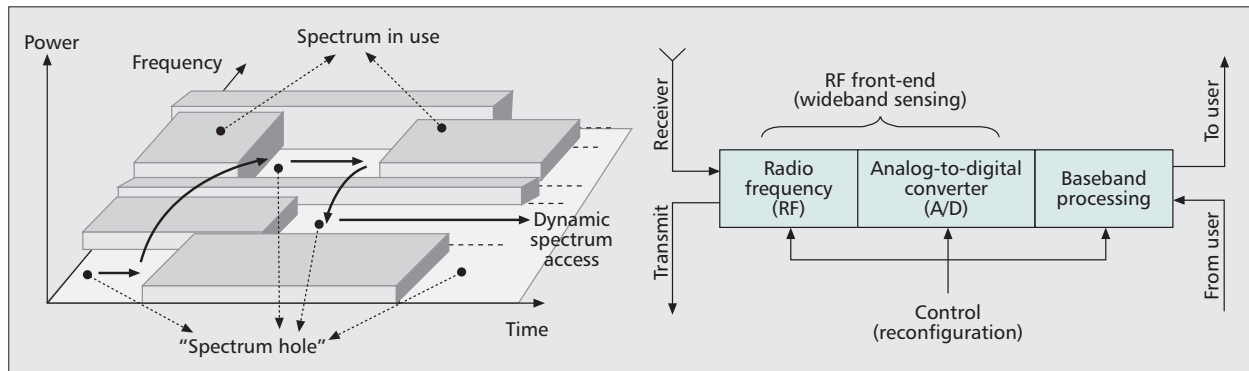 Power
Frequency
Spectrum in use
Dynamic
spectrum
access
Time
“Spectrum hole”
Receiver
Transmit
RF front-end
(wideband sensing)
Radio
frequency
(RF)
Analog-to-digital
converter
(A/D)
Baseband
processing
To user
From user
Control
(reconfiguration)